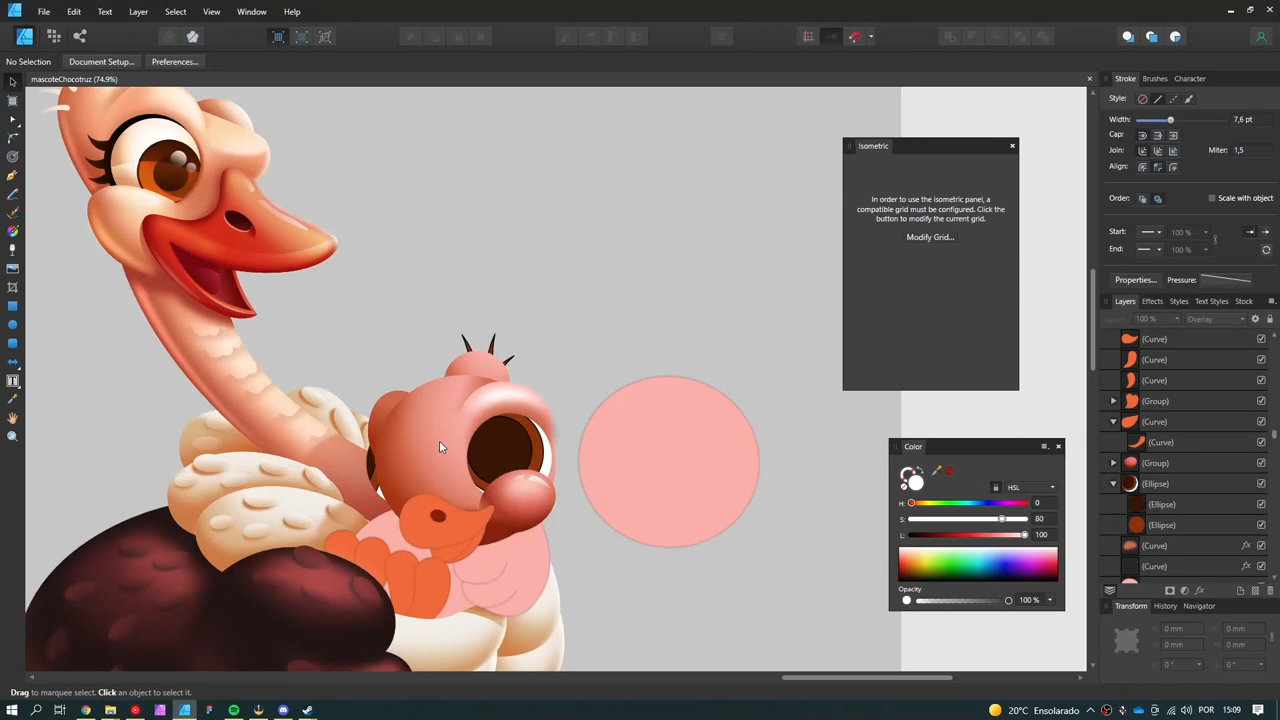 File Edit Text Layer Select View Window Help
No Selection Document Setup... Preferences...
mascoteChocotruz (74,9%)
Stroke Brushes Character
Style:
Width: 7,6 pt
Cap:
Join: Miter: 1,5
Align:
Order: Scale with object
Start: 100 %
End: 100 %
Properties... Pressure:
Isometric
In order to use the isometric panel, a
compatible grid must be configured. Click the
button to modify the current grid.
Modify Grid...
Layers Effects Styles Text Styles Stock
Opacity: 100 % Overlay
(Curve)
(Curve)
(Curve)
(Group)
(Curve)
(Curve)
(Group)
(Ellipse)
(Ellipse)
(Ellipse)
(Curve) fx
(Curve) fx
Color
HSL
H: 0
S: 80
L: 100
Opacity
100 %
fx
Transform History Navigator
X: 0 mm W: 0 mm
Y: 0 mm H: 0 mm
R: 0 ° S: 0 °
Drag to marquee select. Click an object to select it.
20°C Ensolarado POR 15:09